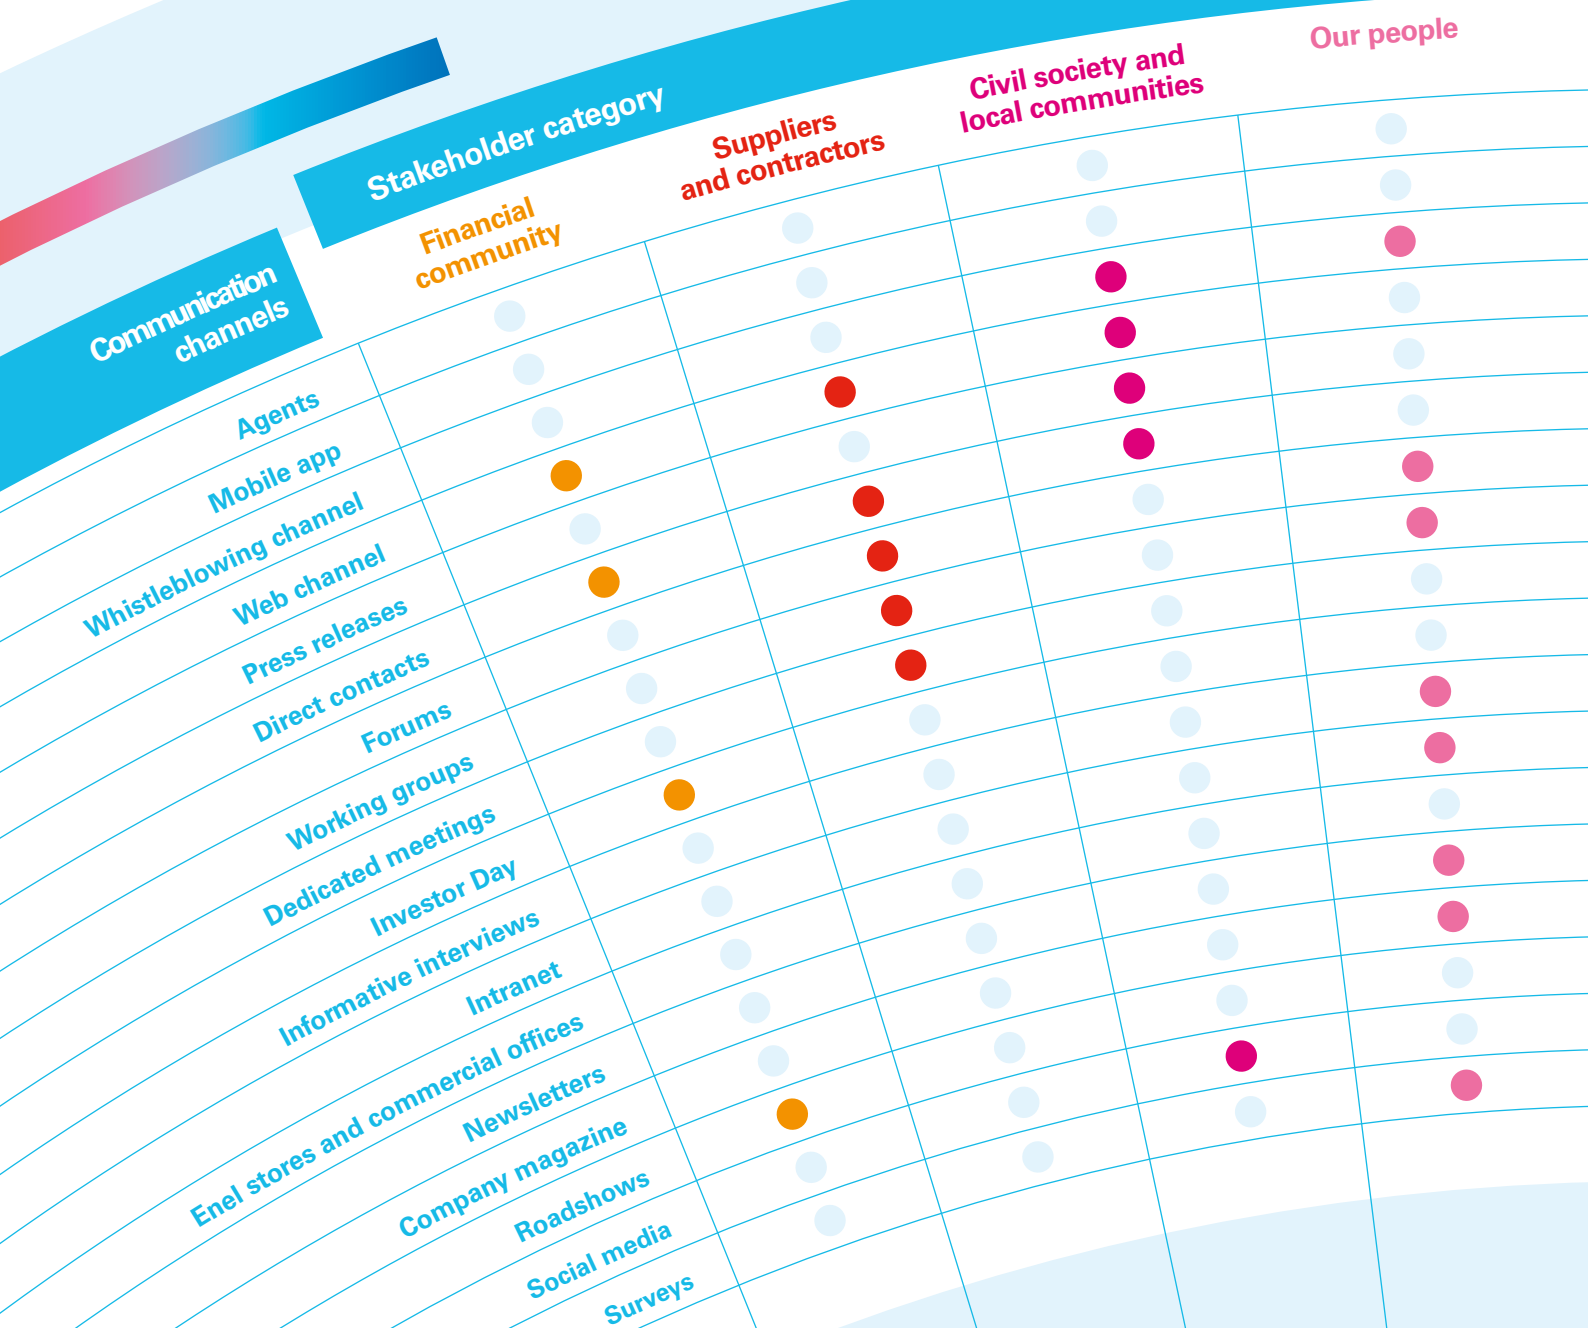 Stakeholder category
Communication
channels
Financial
community
Suppliers
and contractors
Civil society and
local communities
Our people
Agents
Mobile app
Whistleblowing channel
Web channel
Press releases
Direct contacts
Forums
Working groups
Dedicated meetings
Investor Day
Informative interviews
Intranet
Enel stores and commercial offices
Newsletters
Company magazine
Roadshows
Social media
Surveys